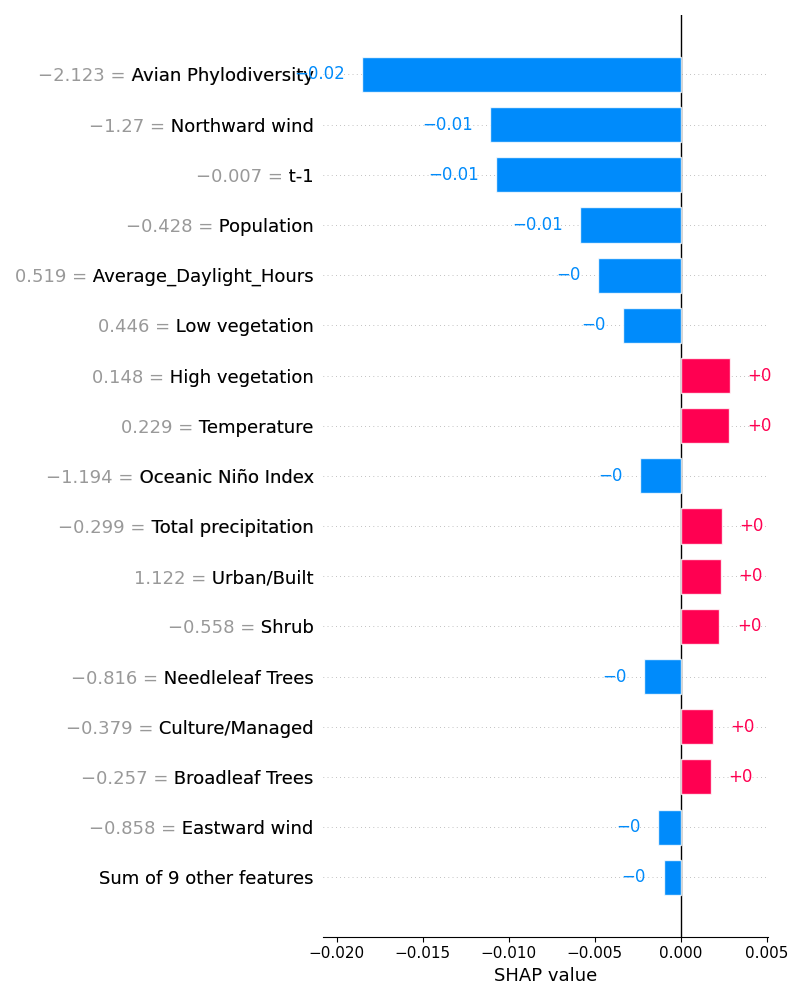 −2.123 = Avian Phylodiversity −0.02
−1.27 = Northward wind −0.01
−0.007 = t-1 −0.01
−0.428 = Population −0.01
0.519 = Average_Daylight_Hours −0
0.446 = Low vegetation −0
0.148 = High vegetation +0
0.229 = Temperature +0
−1.194 = Oceanic Niño Index −0
−0.299 = Total precipitation +0
1.122 = Urban/Built +0
−0.558 = Shrub +0
−0.816 = Needleleaf Trees −0
−0.379 = Culture/Managed +0
−0.257 = Broadleaf Trees +0
−0.858 = Eastward wind −0
Sum of 9 other features −0
−0.020 −0.015 −0.010 −0.005 0.000 0.005
SHAP value